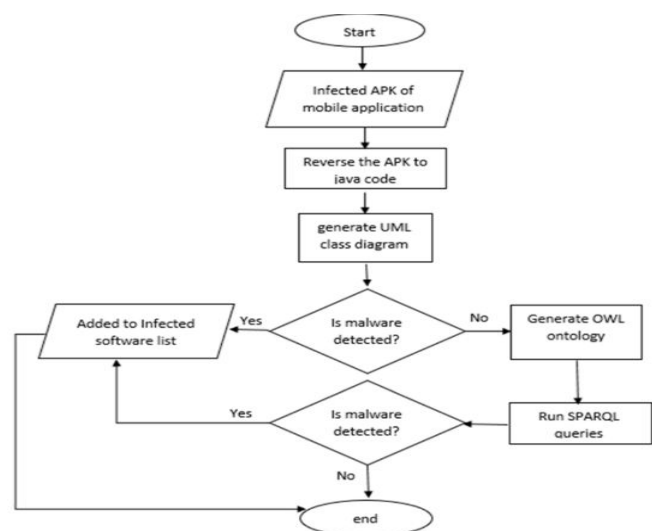 Start
Infected APK of
mobile application
Reverse the APK to
java code
generate UML
class diagram
Is malware
detected?
Yes
No
Added to Infected
software list
Generate OWL
ontology
Run SPARQL
queries
Is malware
detected?
Yes
No
end